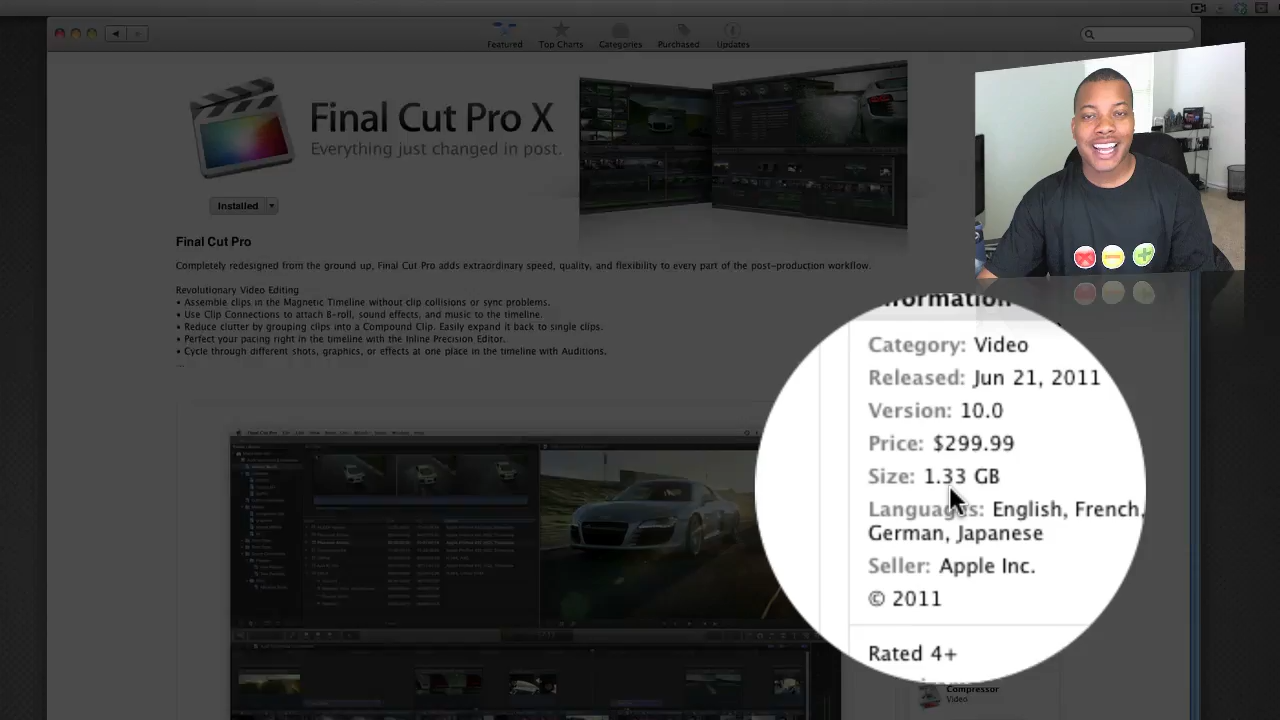 Featured
Top Charts
Categories
Purchased
Updates
Final Cut Pro X
Everything just changed in post.
Installed
Final Cut Pro
Completely redesigned from the ground up, Final Cut Pro adds extraordinary speed, quality, and flexibility to every part of the post-production workflow.
Revolutionary Video Editing
• Assemble clips in the Magnetic Timeline without clip collisions or sync problems.
• Use Clip Connections to attach B-roll, sound effects, and music to the timeline.
• Reduce clutter by grouping clips into a Compound Clip. Easily expand it back to single clips.
• Perfect your pacing right in the timeline with the Inline Precision Editor.
• Cycle through different shots, graphics, or effects at one place in the timeline with Auditions.
...
Information
Category: Video
Released: Jun 21, 2011
Version: 10.0
Price: $299.99
Size: 1.33 GB
Languages: English, French,
German, Japanese
Seller: Apple Inc.
© 2011
Rated 4+
Compressor
Video